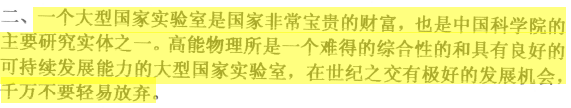 二、一个大型国家实验室是国家非常宝贵的财富，也是中国科学院的
主要研究实体之一。高能物理所是一个难得的综合性的和具有良好的
可持续发展能力的大型国家实验室，在世纪之交有极好的发展机会，
千万不要轻易放弃。